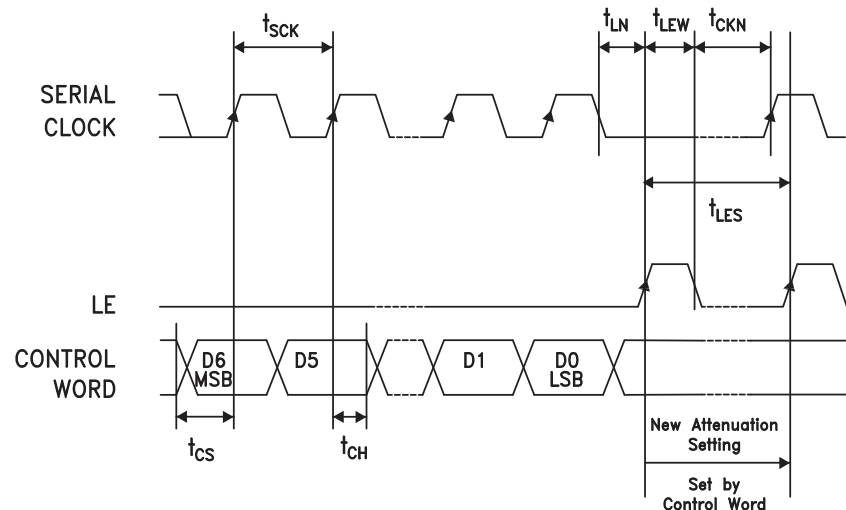 tSCK
tLN tLEW tCKN
SERIAL
CLOCK
tLES
LE
CONTROL
WORD
D6
MSB
D5
D1
D0
LSB
tCS
tCH
New Attenuation
Setting
Set by
Control Word